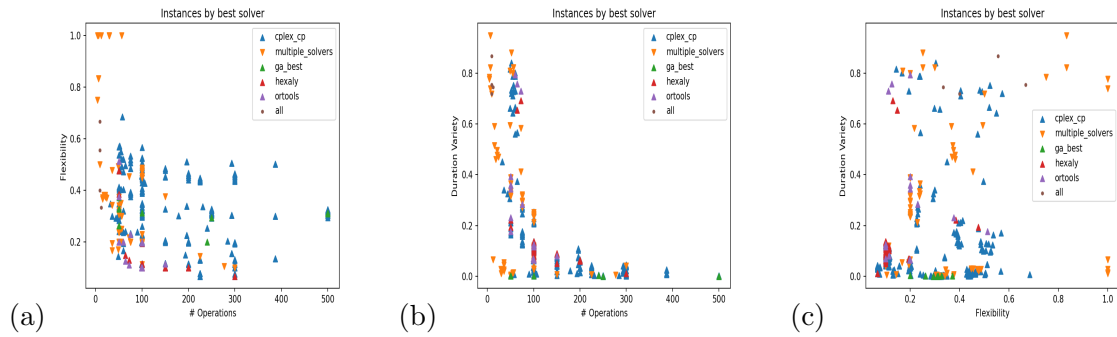 Instances by best solver
cplex_cp
multiple_solvers
ga_best
hexaly
ortools
all
Flexibility
1.0
0.8
0.6
0.4
0.2
0
100
200
300
400
500
# Operations
(a)
Instances by best solver
cplex_cp
multiple_solvers
ga_best
hexaly
ortools
all
Duration Variety
0.8
0.6
0.4
0.2
0.0
0
100
200
300
400
500
# Operations
(b)
Instances by best solver
cplex_cp
multiple_solvers
ga_best
hexaly
ortools
all
Duration Variety
0.8
0.6
0.4
0.2
0.0
0.2
0.4
0.6
0.8
1.0
Flexibility
(c)